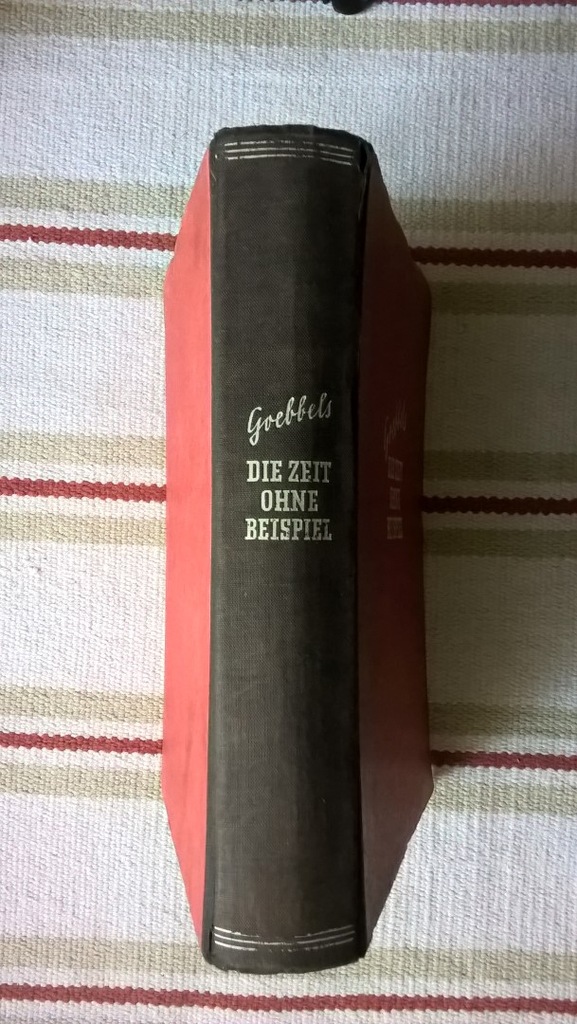 Goebbels
DIE ZEIT
OHNE
BEISPIEL